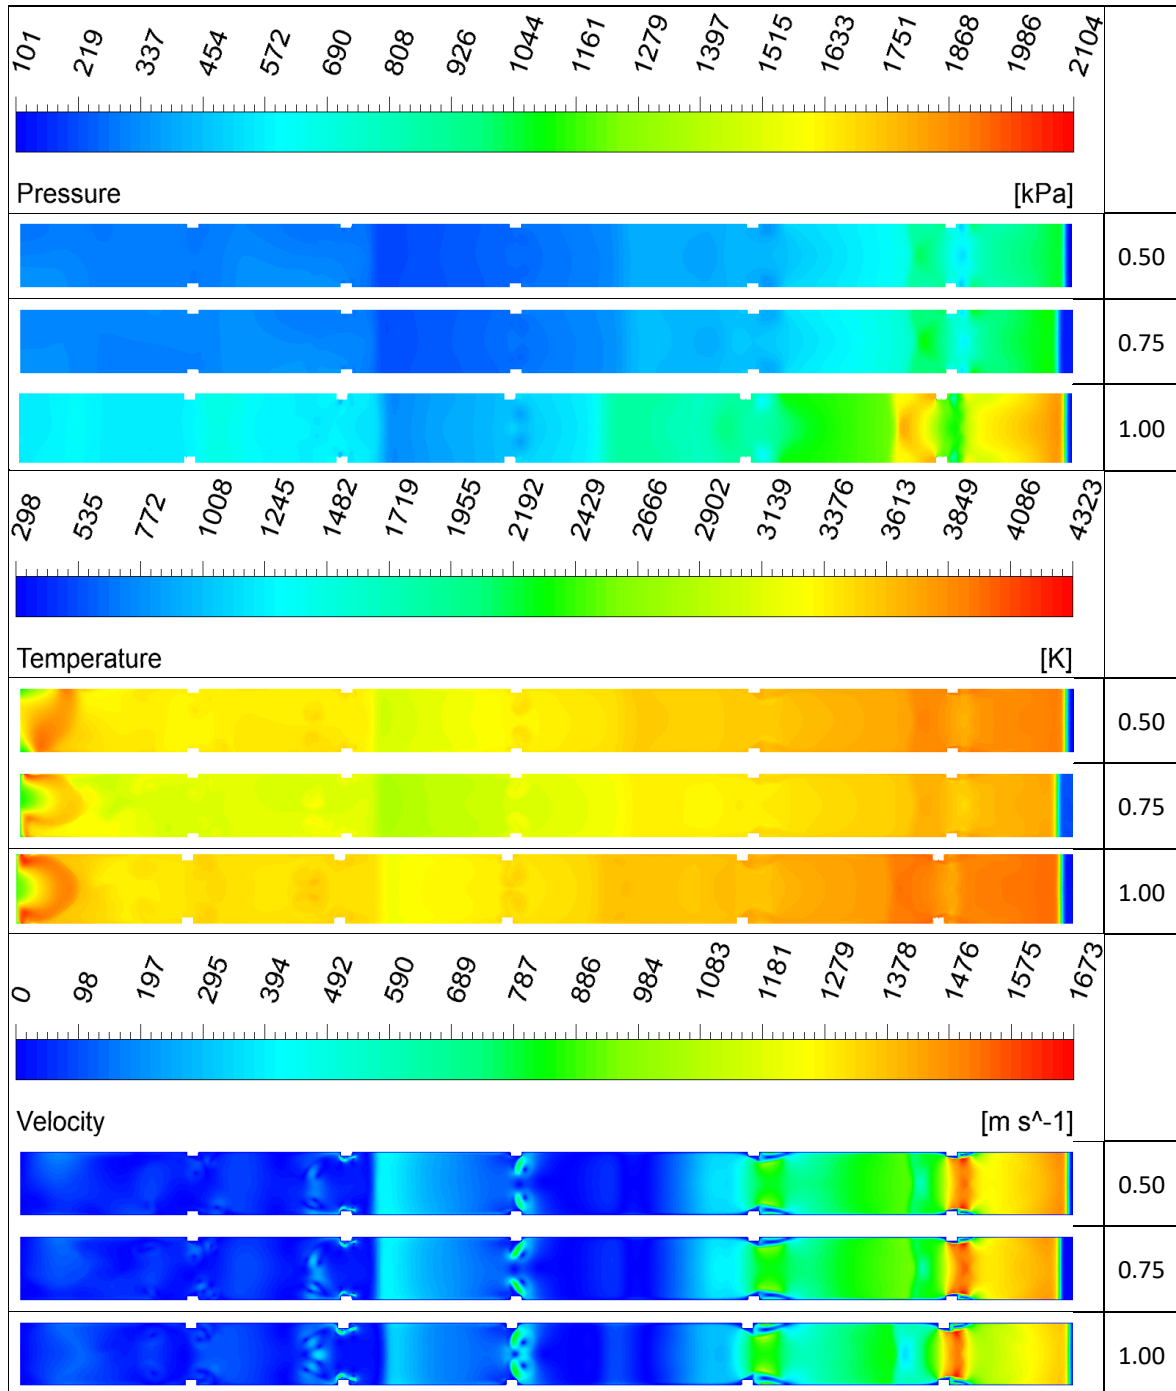 101 219 337 454 572 690 808 926 1044 1161 1279 1397 1515 1633 1751 1868 1986 2104
Pressure [kPa]
0.50
0.75
1.00
298 535 772 1008 1245 1482 1719 1955 2192 2429 2666 2902 3139 3376 3613 3849 4086 4323
Temperature [K]
0.50
0.75
1.00
0 98 197 295 394 492 590 689 787 886 984 1083 1181 1279 1378 1476 1575 1673
Velocity [m s^-1]
0.50
0.75
1.00